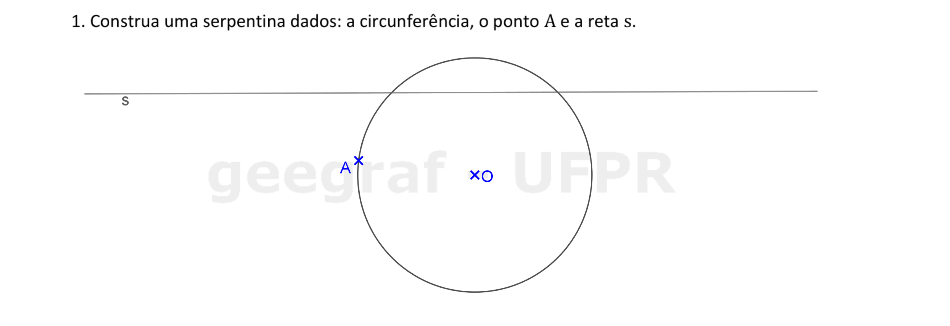 1. Construa uma serpentina dados: a circunferência, o ponto A e a reta s.
s
A
O
geegraf UFPR